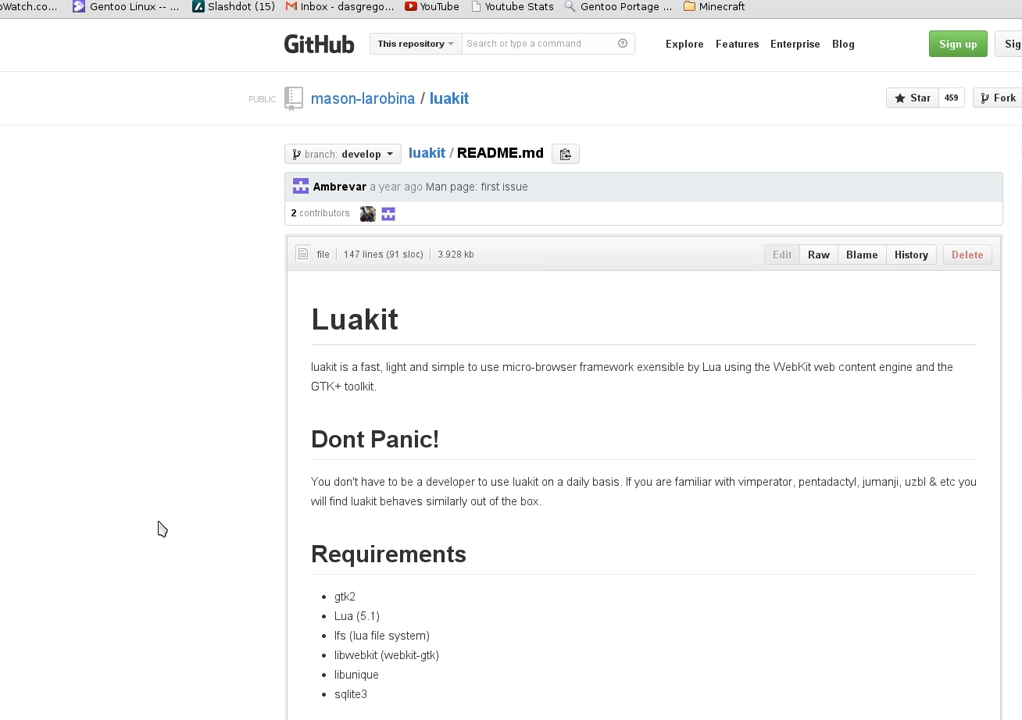 oWatch.co... Gentoo Linux -- ... Slashdot (15) Inbox - dasgrego... YouTube Youtube Stats Gentoo Portage ... Minecraft
GitHub This repository Search or type a command Explore Features Enterprise Blog Sign up Sig
PUBLIC mason-larobina / luakit Star 459 Fork
branch: develop luakit / README.md
Ambrevar a year ago Man page: first issue
2 contributors
file 147 lines (91 sloc) 3.928 kb Edit Raw Blame History Delete
Luakit
luakit is a fast, light and simple to use micro-browser framework exensible by Lua using the WebKit web content engine and the
GTK+ toolkit.
Dont Panic!
You don't have to be a developer to use luakit on a daily basis. If you are familiar with vimperator, pentadactyl, jumanji, uzbl & etc you
will find luakit behaves similarly out of the box.
Requirements
• gtk2
• Lua (5.1)
• lfs (lua file system)
• libwebkit (webkit-gtk)
• libunique
• sqlite3